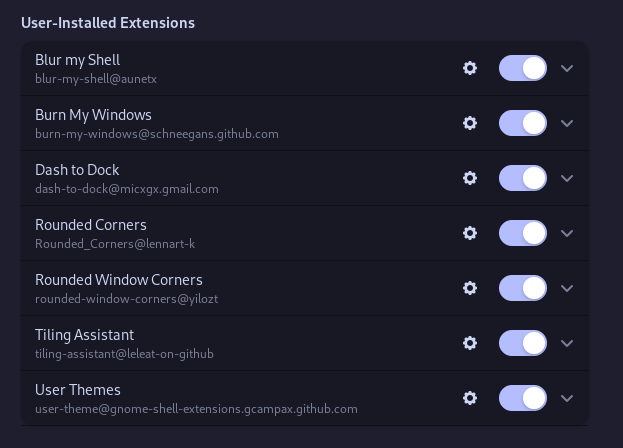 User-Installed Extensions
Blur my Shell
blur-my-shell@aunetx
Burn My Windows
burn-my-windows@schneegans.github.com
Dash to Dock
dash-to-dock@micxgx.gmail.com
Rounded Corners
Rounded_Corners@lennart-k
Rounded Window Corners
rounded-window-corners@yilozt
Tiling Assistant
tiling-assistant@leleat-on-github
User Themes
user-theme@gnome-shell-extensions.gcampax.github.com